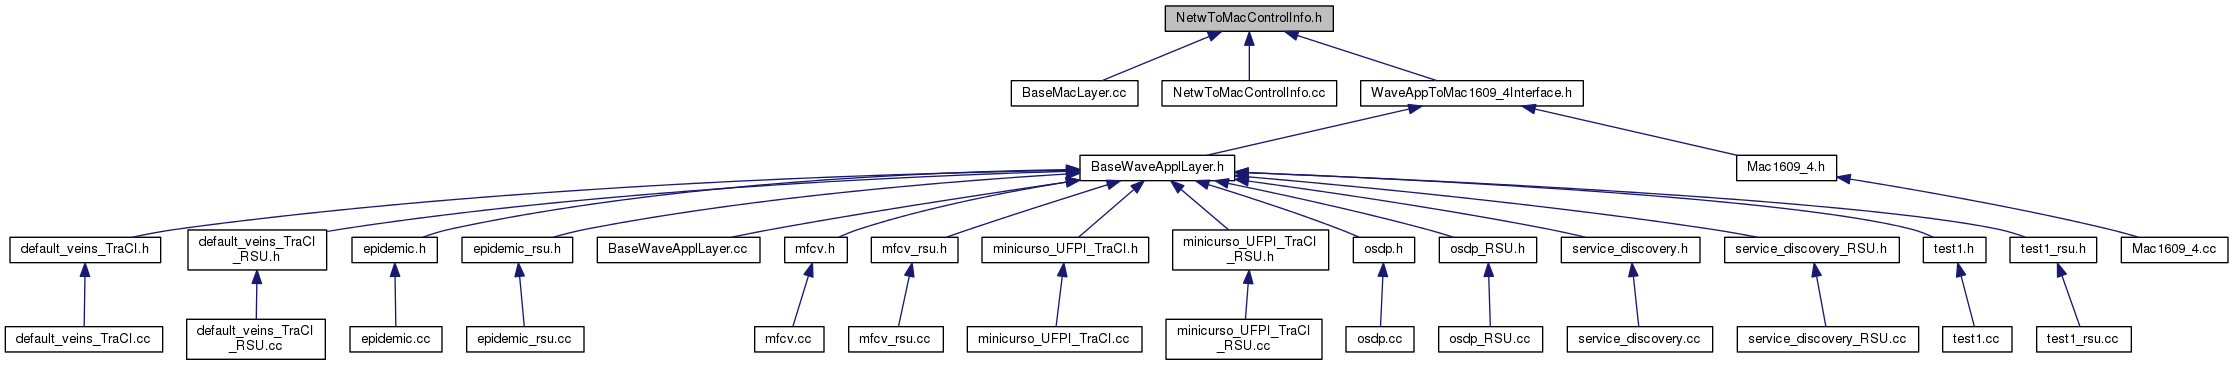 NetwToMacControlInfo.h
BaseMacLayer.cc
NetwToMacControlInfo.cc
WaveAppToMac1609_4Interface.h
BaseWaveApplLayer.h
Mac1609_4.h
default_veins_TraCI.h
default_veins_TraCI
_RSU.h
epidemic.h
epidemic_rsu.h
BaseWaveApplLayer.cc
mfcv.h
mfcv_rsu.h
minicurso_UFPI_TraCI.h
minicurso_UFPI_TraCI
_RSU.h
osdp.h
osdp_RSU.h
service_discovery.h
service_discovery_RSU.h
test1.h
test1_rsu.h
Mac1609_4.cc
default_veins_TraCI.cc
default_veins_TraCI
_RSU.cc
epidemic.cc
epidemic_rsu.cc
mfcv.cc
mfcv_rsu.cc
minicurso_UFPI_TraCI.cc
minicurso_UFPI_TraCI
_RSU.cc
osdp.cc
osdp_RSU.cc
service_discovery.cc
service_discovery_RSU.cc
test1.cc
test1_rsu.cc